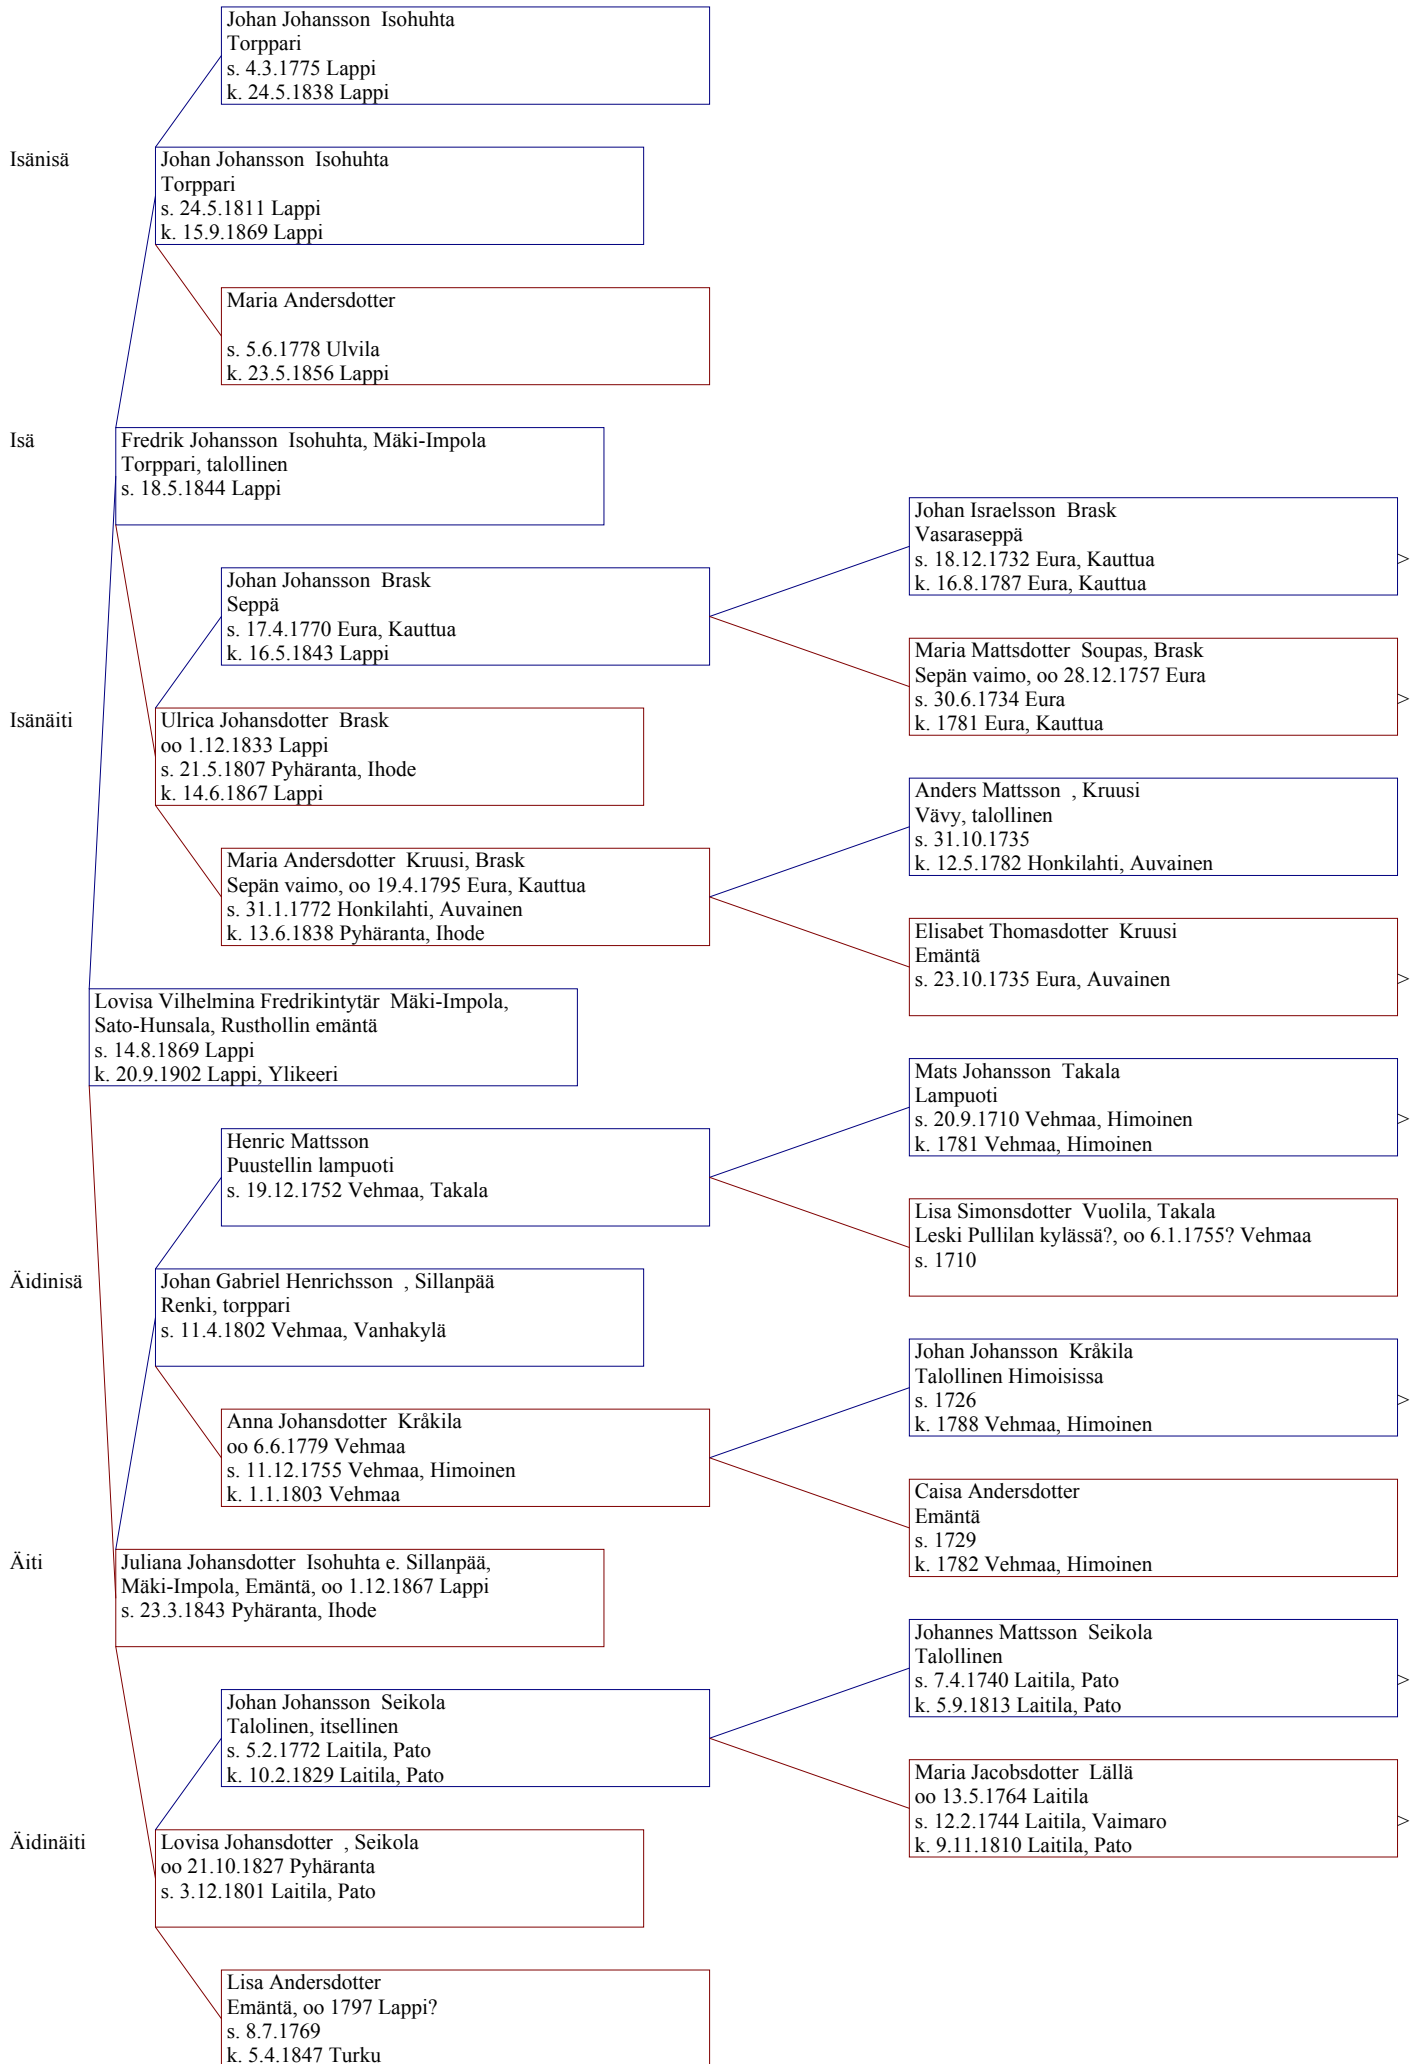 Johan Johansson Isohuhta
Torppari
s. 4.3.1775 Lappi
k. 24.5.1838 Lappi
Isänisä
Johan Johansson Isohuhta
Torppari
s. 24.5.1811 Lappi
k. 15.9.1869 Lappi
Maria Andersdotter
s. 5.6.1778 Ulvila
k. 23.5.1856 Lappi
Isä
Fredrik Johansson Isohuhta, Mäki-Impola
Torppari, talollinen
s. 18.5.1844 Lappi
Johan Israelsson Brask
Vasaraseppä
s. 18.12.1732 Eura, Kauttua
k. 16.8.1787 Eura, Kauttua
>
Johan Johansson Brask
Seppä
s. 17.4.1770 Eura, Kauttua
k. 16.5.1843 Lappi
Maria Mattsdotter Soupas, Brask
Sepän vaimo, oo 28.12.1757 Eura
s. 30.6.1734 Eura
k. 1781 Eura, Kauttua
>
Isänäiti
Ulrica Johansdotter Brask
oo 1.12.1833 Lappi
s. 21.5.1807 Pyhäranta, Ihode
k. 14.6.1867 Lappi
Anders Mattsson , Kruusi
Vävy, talollinen
s. 31.10.1735
k. 12.5.1782 Honkilahti, Auvainen
Maria Andersdotter Kruusi, Brask
Sepän vaimo, oo 19.4.1795 Eura, Kauttua
s. 31.1.1772 Honkilahti, Auvainen
k. 13.6.1838 Pyhäranta, Ihode
Elisabet Thomasdotter Kruusi
Emäntä
s. 23.10.1735 Eura, Auvainen
>
Lovisa Vilhelmina Fredrikintytär Mäki-Impola,
Sato-Hunsala, Rusthollin emäntä
s. 14.8.1869 Lappi
k. 20.9.1902 Lappi, Ylikeeri
Mats Johansson Takala
Lampuoti
s. 20.9.1710 Vehmaa, Himoinen
k. 1781 Vehmaa, Himoinen
>
Henric Mattsson
Puustellin lampuoti
s. 19.12.1752 Vehmaa, Takala
Lisa Simonsdotter Vuolila, Takala
Leski Pullilan kylässä?, oo 6.1.1755? Vehmaa
s. 1710
Äidinisä
Johan Gabriel Henrichsson , Sillanpää
Renki, torppari
s. 11.4.1802 Vehmaa, Vanhakylä
Johan Johansson Kråkila
Talollinen Himoisissa
s. 1726
k. 1788 Vehmaa, Himoinen
>
Anna Johansdotter Kråkila
oo 6.6.1779 Vehmaa
s. 11.12.1755 Vehmaa, Himoinen
k. 1.1.1803 Vehmaa
Caisa Andersdotter
Emäntä
s. 1729
k. 1782 Vehmaa, Himoinen
Äiti
Juliana Johansdotter Isohuhta e. Sillanpää,
Mäki-Impola, Emäntä, oo 1.12.1867 Lappi
s. 23.3.1843 Pyhäranta, Ihode
Johannes Mattsson Seikola
Talollinen
s. 7.4.1740 Laitila, Pato
k. 5.9.1813 Laitila, Pato
>
Johan Johansson Seikola
Talolinen, itsellinen
s. 5.2.1772 Laitila, Pato
k. 10.2.1829 Laitila, Pato
Maria Jacobsdotter Lällä
oo 13.5.1764 Laitila
s. 12.2.1744 Laitila, Vaimaro
k. 9.11.1810 Laitila, Pato
>
Äidinäiti
Lovisa Johansdotter , Seikola
oo 21.10.1827 Pyhäranta
s. 3.12.1801 Laitila, Pato
Lisa Andersdotter
Emäntä, oo 1797 Lappi?
s. 8.7.1769
k. 5.4.1847 Turku